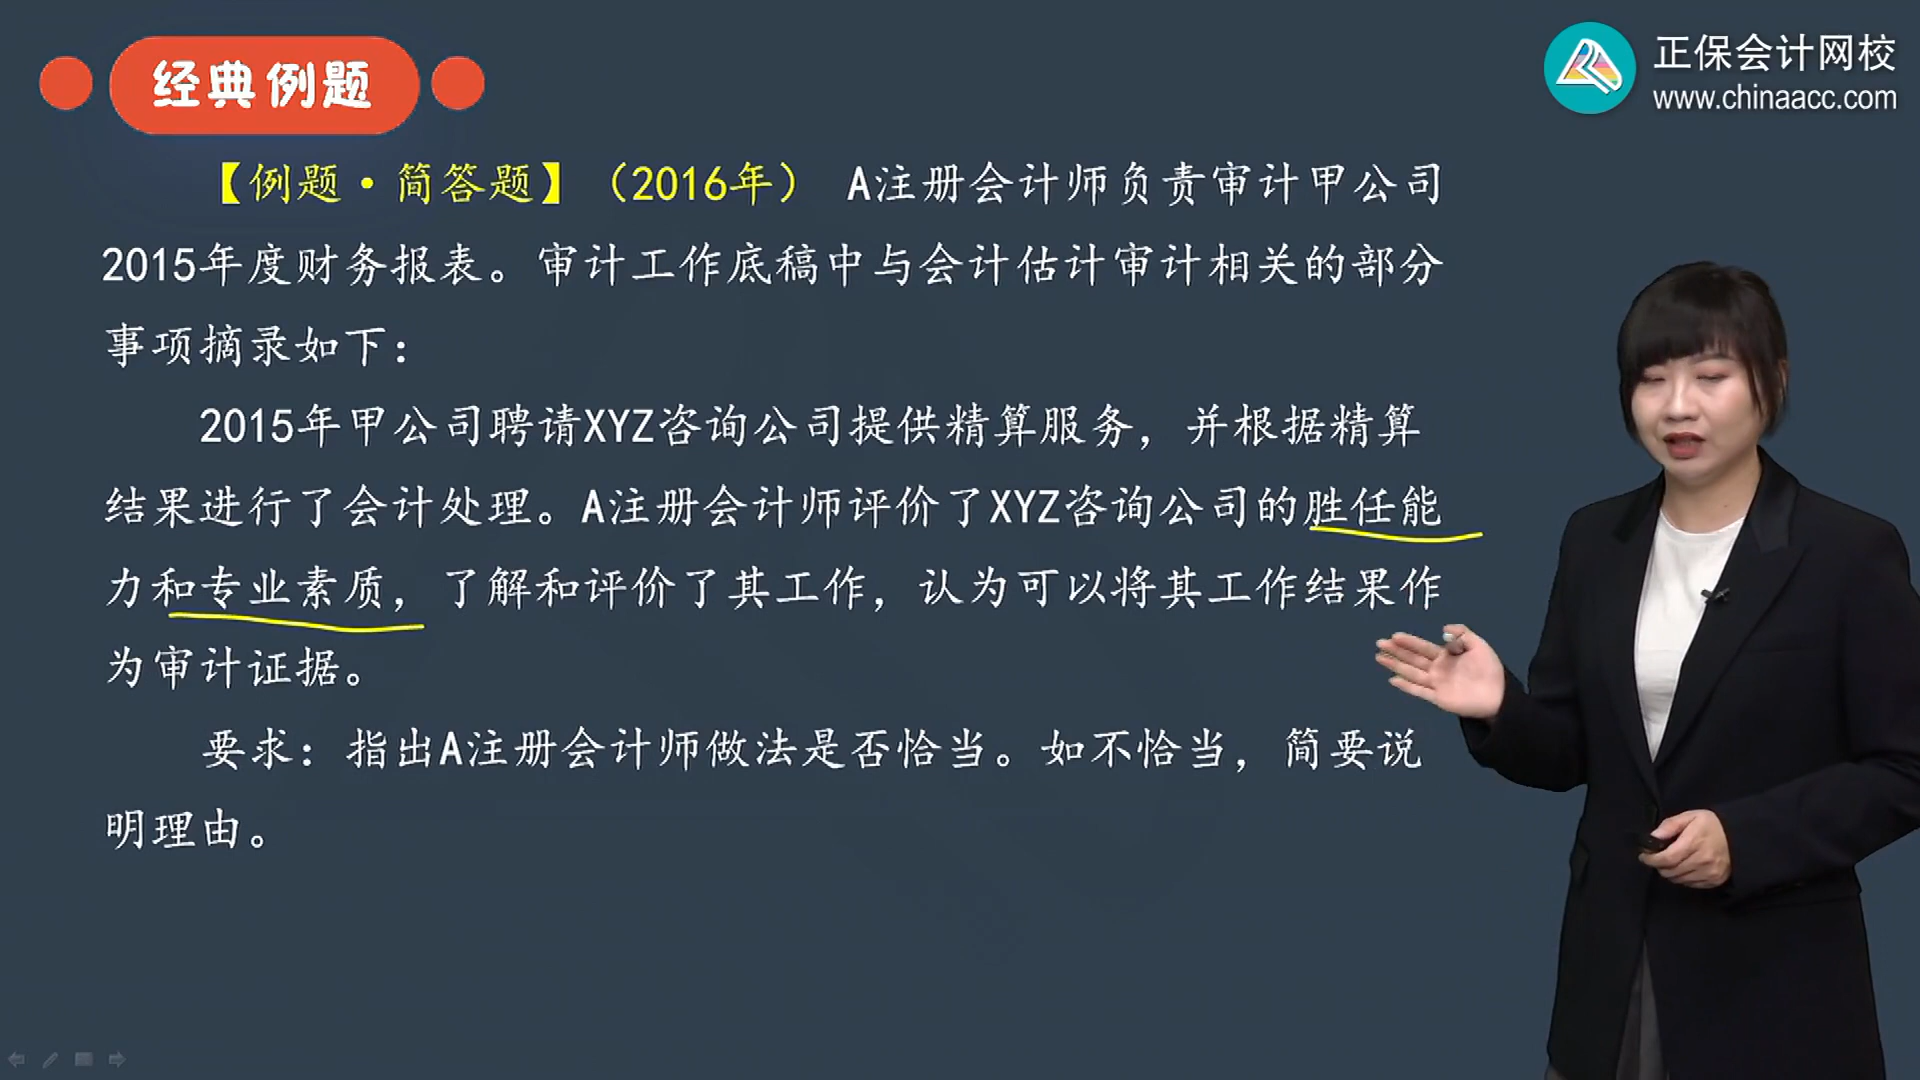 经典例题
正保会计网校
www.chinaacc.com
【例题·简答题】（2016年） A注册会计师负责审计甲公司
2015年度财务报表。审计工作底稿中与会计估计审计相关的部分
事项摘录如下：
2015年甲公司聘请XYZ咨询公司提供精算服务，并根据精算
结果进行了会计处理。A注册会计师评价了XYZ咨询公司的胜任能
力和专业素质，了解和评价了其工作，认为可以将其工作结果作
为审计证据。
要求：指出A注册会计师做法是否恰当。如不恰当，简要说
明理由。